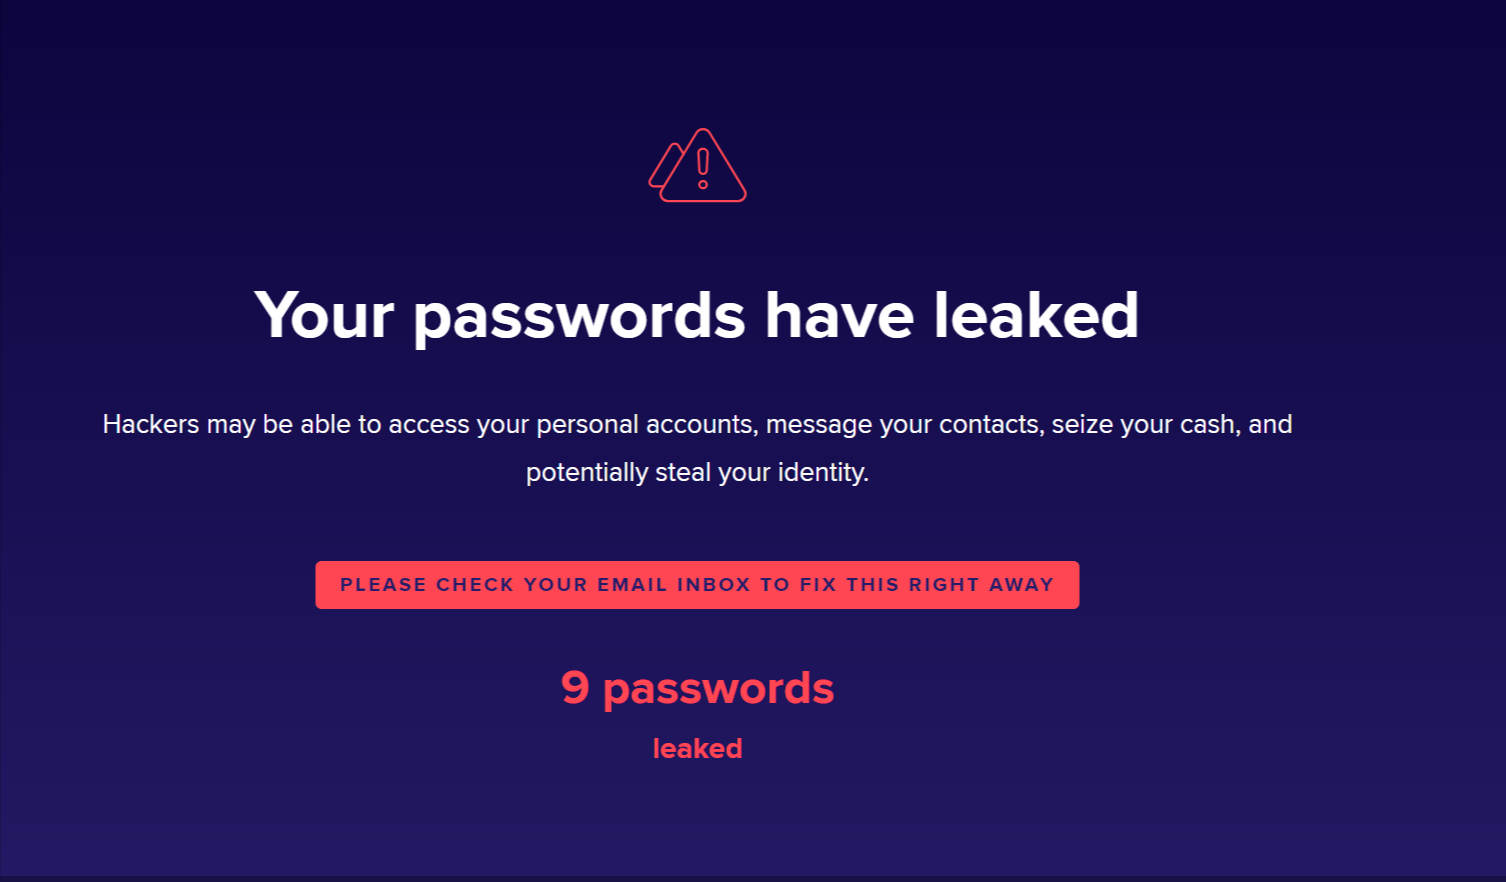 Your passwords have leaked
Hackers may be able to access your personal accounts, message your contacts, seize your cash, and
potentially steal your identity.
PLEASE CHECK YOUR EMAIL INBOX TO FIX THIS RIGHT AWAY
9 passwords
leaked